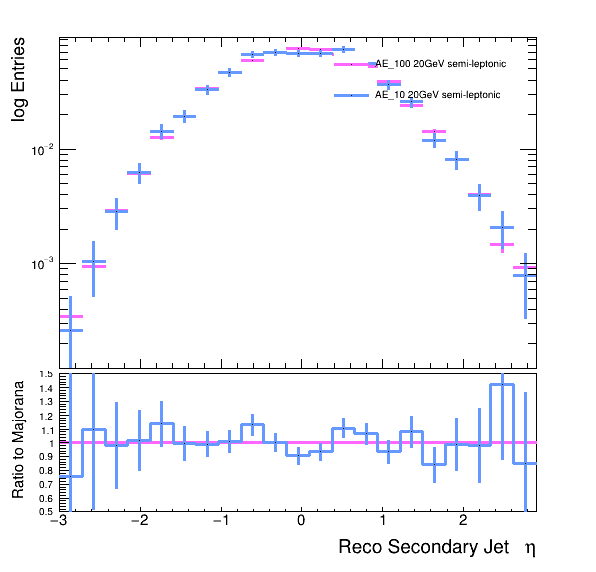 log Entries
AE_100 20GeV semi-leptonic
AE_10 20GeV semi-leptonic
10⁻²
10⁻³
Ratio to Majorana
1.5
1.4
1.3
1.2
1.1
1
0.9
0.8
0.7
0.6
0.5
−3 −2 −1 0 1 2
Reco Secondary Jet η